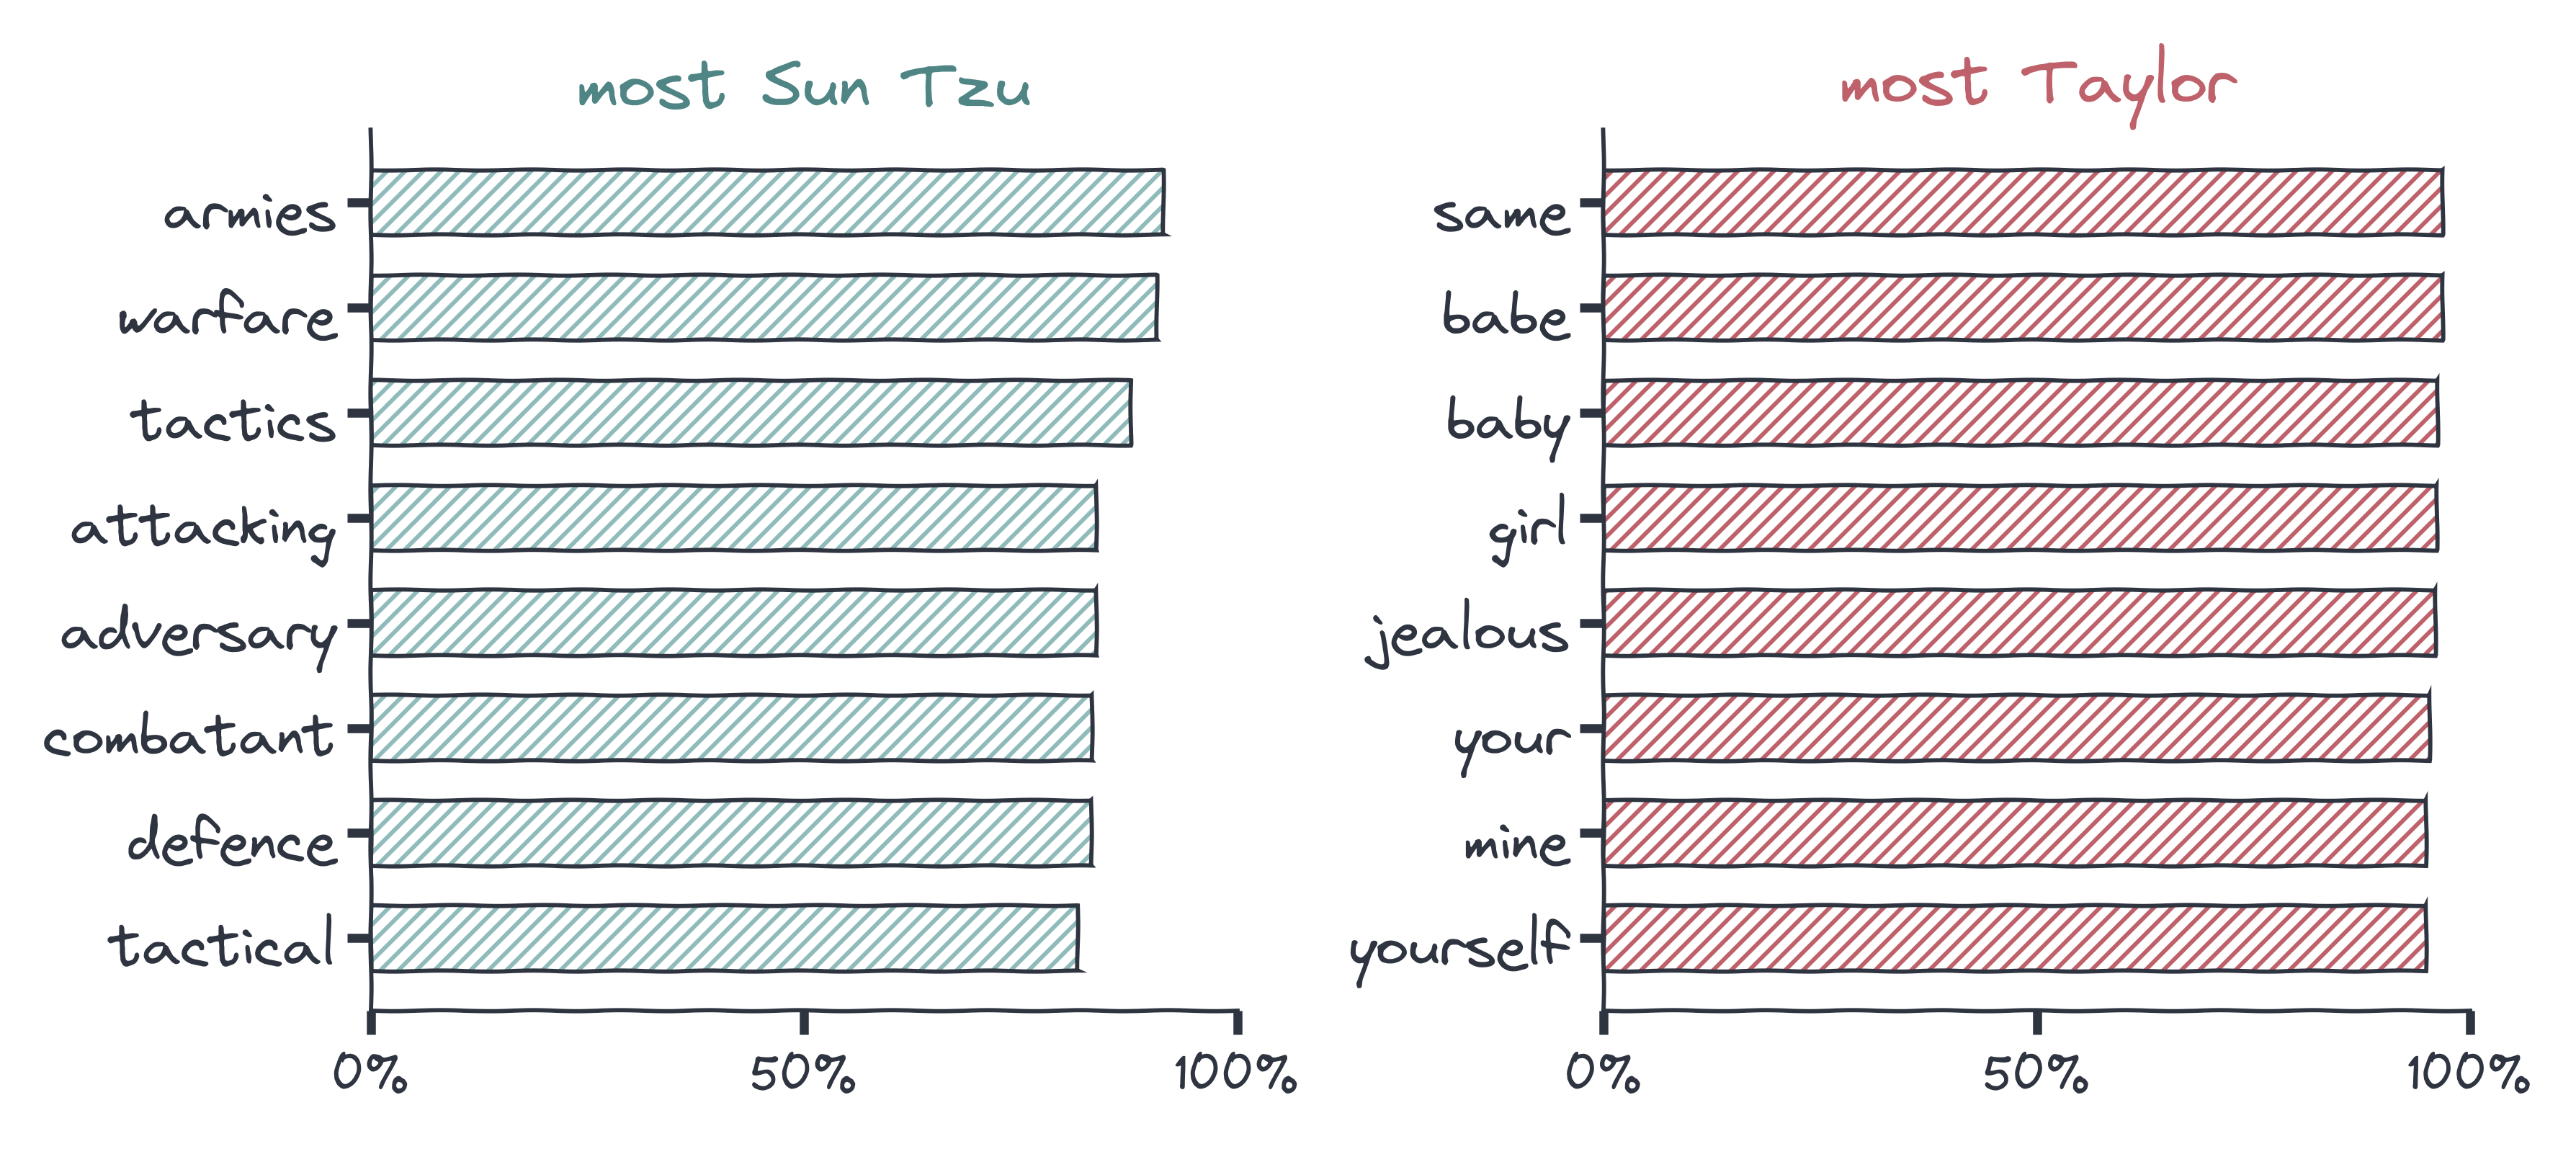 most Sun Tzu
armies
warfare
tactics
attacking
adversary
combatant
defence
tactical
0% 50% 100%
most Taylor
same
babe
baby
girl
jealous
your
mine
yourself
0% 50% 100%